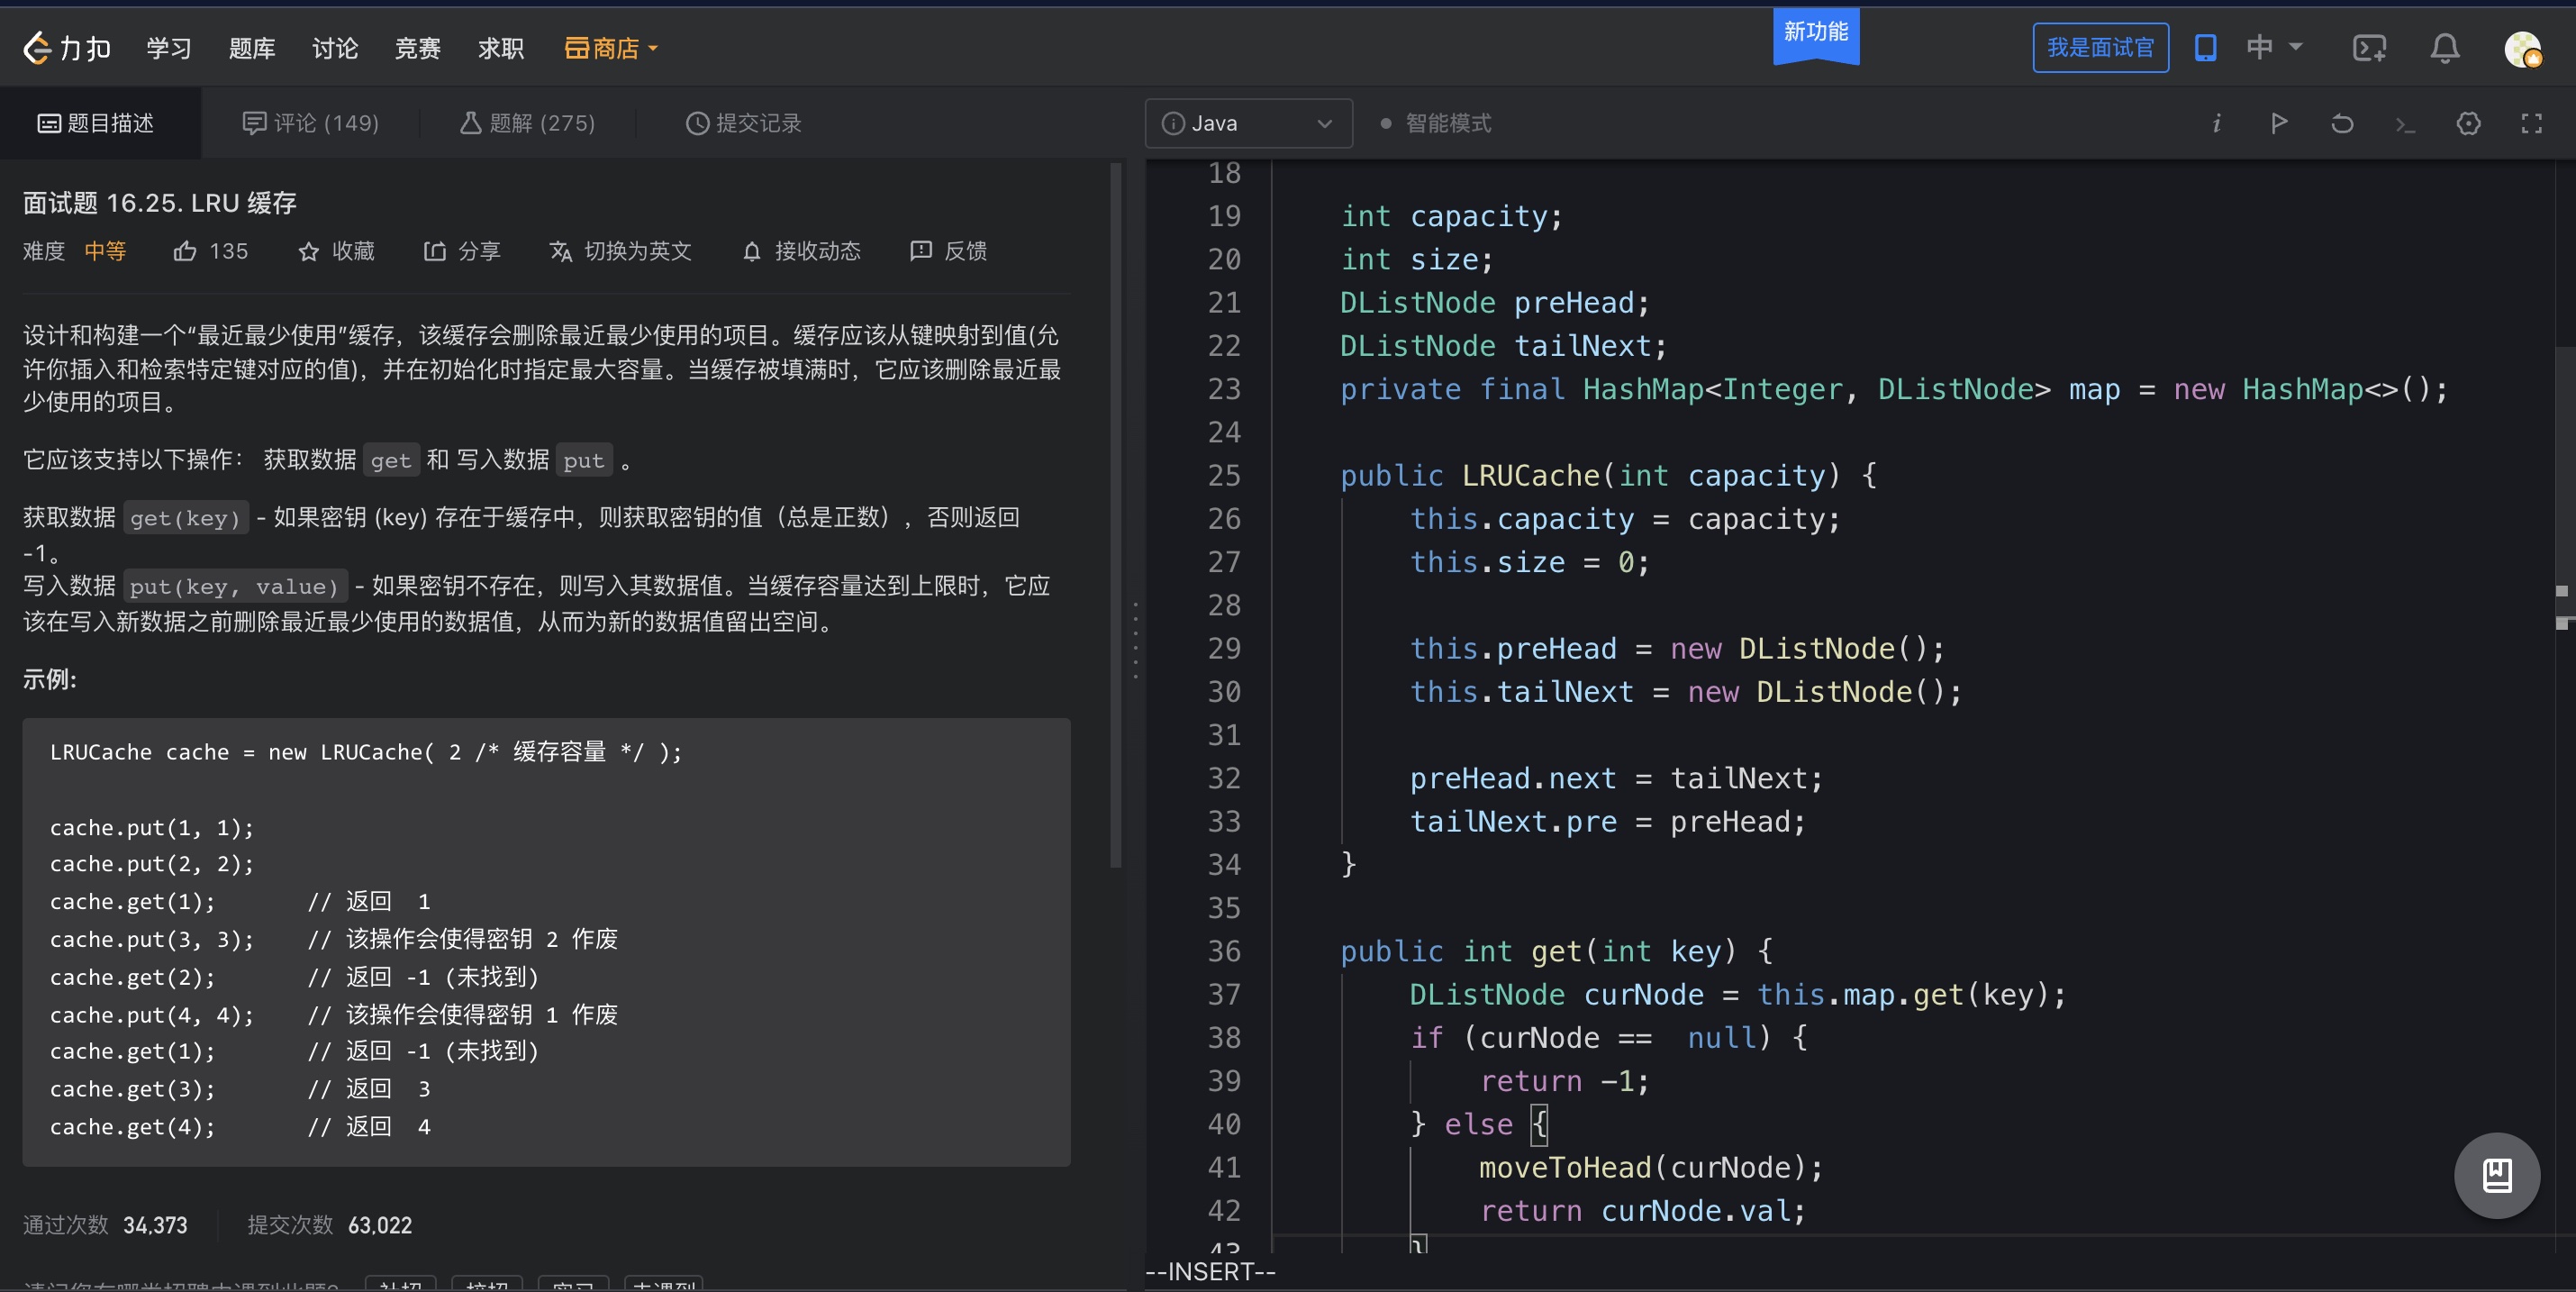 力扣 学习 题库 讨论 竞赛 求职 商店 新功能 我是面试官 中
题目描述 评论 (149) 题解 (275) 提交记录
面试题 16.25. LRU 缓存
难度 中等 135 收藏 分享 切换为英文 接收动态 反馈
设计和构建一个“最近最少使用”缓存，该缓存会删除最近最少使用的项目。缓存应该从键映射到值(允
许你插入和检索特定键对应的值)，并在初始化时指定最大容量。当缓存被填满时，它应该删除最近最
少使用的项目。
它应该支持以下操作： 获取数据 get 和 写入数据 put 。
获取数据 get(key) - 如果密钥 (key) 存在于缓存中，则获取密钥的值（总是正数），否则返回
-1。
写入数据 put(key, value) - 如果密钥不存在，则写入其数据值。当缓存容量达到上限时，它应
该在写入新数据之前删除最近最少使用的数据值，从而为新的数据值留出空间。
示例:
LRUCache cache = new LRUCache( 2 /* 缓存容量 */ );
cache.put(1, 1);
cache.put(2, 2);
cache.get(1);       // 返回  1
cache.put(3, 3);    // 该操作会使得密钥 2 作废
cache.get(2);       // 返回 -1 (未找到)
cache.put(4, 4);    // 该操作会使得密钥 1 作废
cache.get(1);       // 返回 -1 (未找到)
cache.get(3);       // 返回  3
cache.get(4);       // 返回  4
通过次数 34,373 提交次数 63,022
Java 智能模式
18
19     int capacity;
20     int size;
21     DListNode preHead;
22     DListNode tailNext;
23     private final HashMap<Integer, DListNode> map = new HashMap<>();
24
25     public LRUCache(int capacity) {
26         this.capacity = capacity;
27         this.size = 0;
28
29         this.preHead = new DListNode();
30         this.tailNext = new DListNode();
31
32         preHead.next = tailNext;
33         tailNext.pre = preHead;
34     }
35
36     public int get(int key) {
37         DListNode curNode = this.map.get(key);
38         if (curNode ==  null) {
39             return -1;
40         } else {
41             moveToHead(curNode);
42             return curNode.val;
43         }
--INSERT--